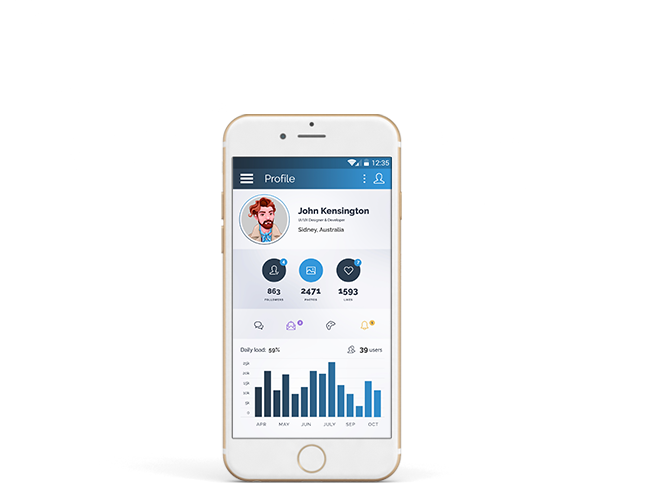 12:35
Profile
John Kensington
UI/UX Designer & Developer
Sidney, Australia
863 2471 1593
FOLLOWERS PHOTOS LIKES
Daily load: 59% 39 users
0
APR MAY JUN JULY SEP OCT